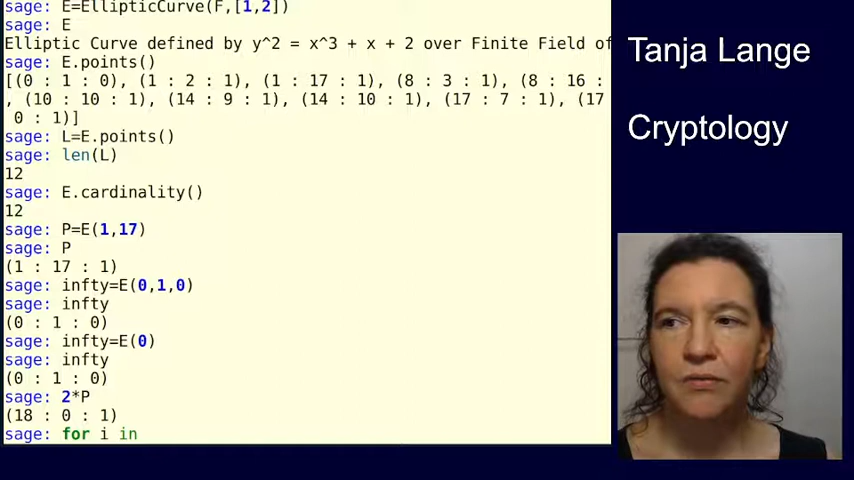 sage: E=EllipticCurve(F,[1,2])
sage: E
Elliptic Curve defined by y^2 = x^3 + x + 2 over Finite Field of
sage: E.points()
[(0 : 1 : 0), (1 : 2 : 1), (1 : 17 : 1), (8 : 3 : 1), (8 : 16 :
, (10 : 10 : 1), (14 : 9 : 1), (14 : 10 : 1), (17 : 7 : 1), (17
0 : 1)]
sage: L=E.points()
sage: len(L)
12
sage: E.cardinality()
12
sage: P=E(1,17)
sage: P
(1 : 17 : 1)
sage: infty=E(0,1,0)
sage: infty
(0 : 1 : 0)
sage: infty=E(0)
sage: infty
(0 : 1 : 0)
sage: 2*P
(18 : 0 : 1)
sage: for i in
Tanja Lange
Cryptology